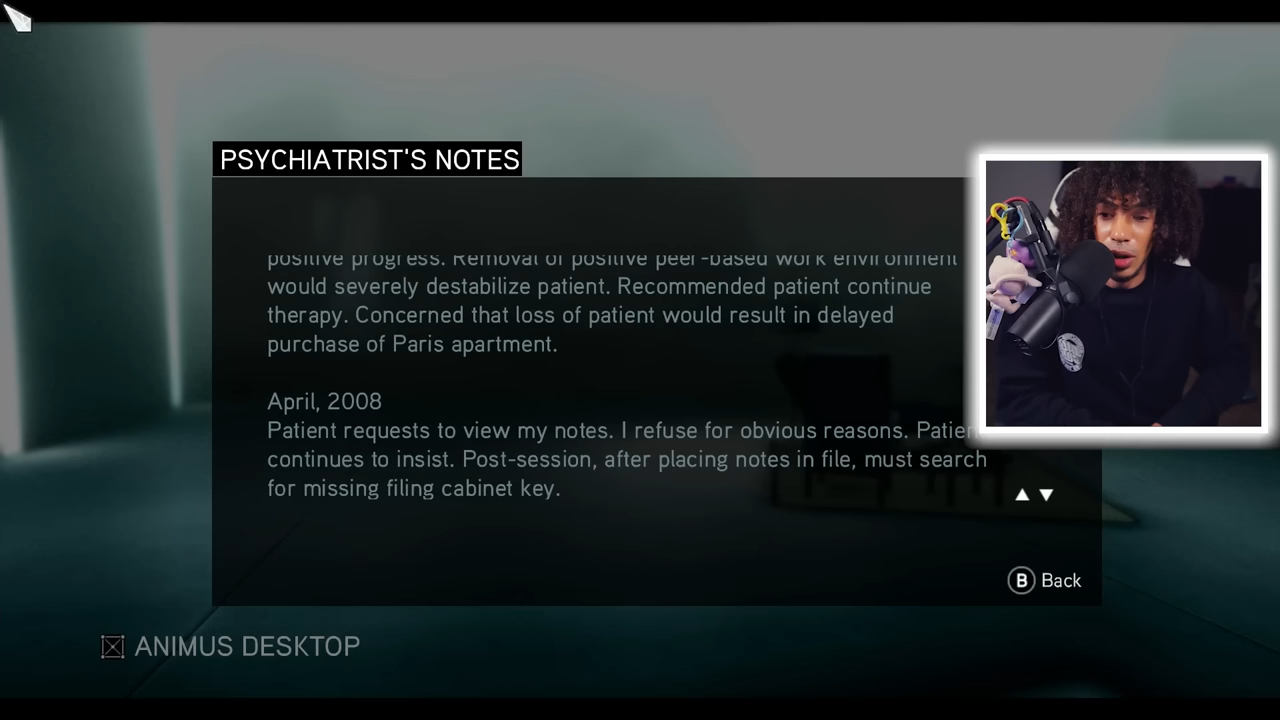 PSYCHIATRIST'S NOTES
positive progress. Removal of positive peer-based work environment
would severely destabilize patient. Recommended patient continue
therapy. Concerned that loss of patient would result in delayed
purchase of Paris apartment.
April, 2008
Patient requests to view my notes. I refuse for obvious reasons. Patient
continues to insist. Post-session, after placing notes in file, must search
for missing filing cabinet key.
B Back
ANIMUS DESKTOP